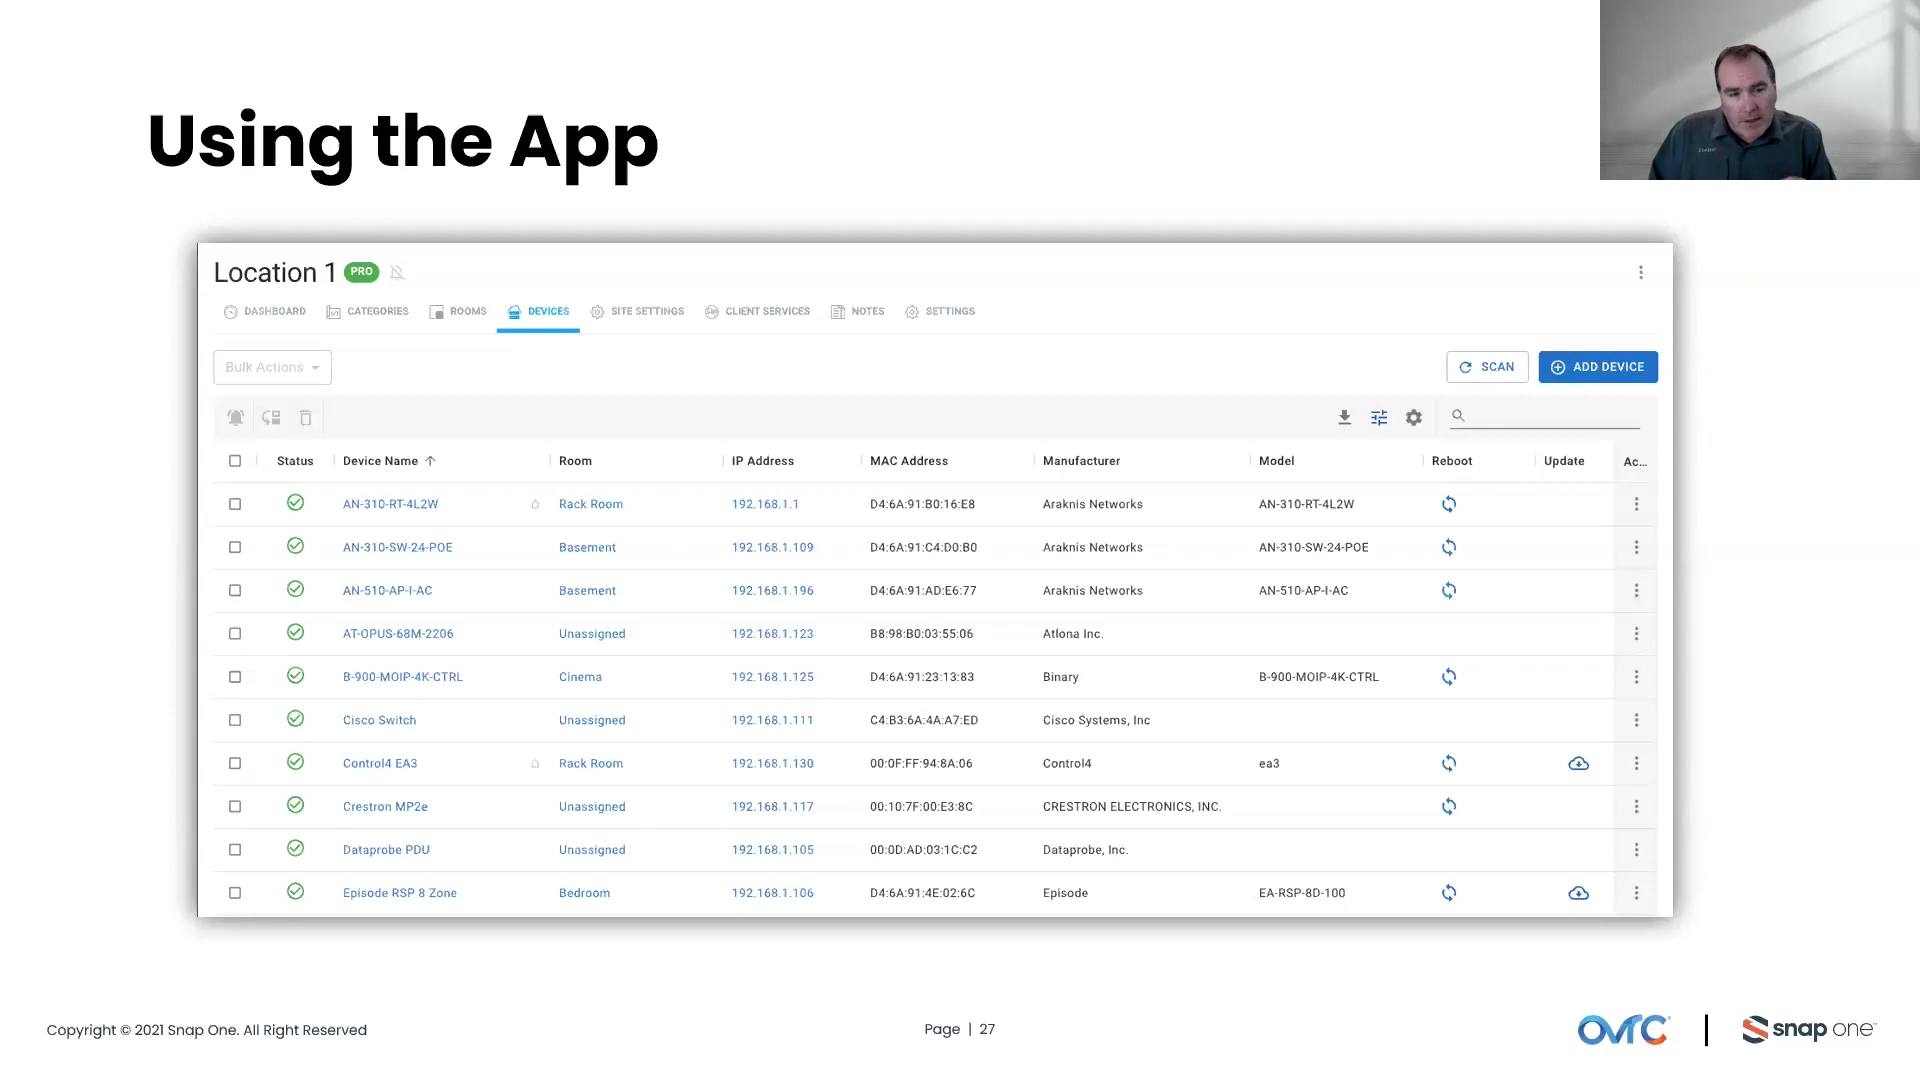 Using the App
Location 1 PRO
DASHBOARD CATEGORIES ROOMS DEVICES SITE SETTINGS CLIENT SERVICES NOTES SETTINGS
Bulk Actions SCAN ADD DEVICE
Status Device Name Room IP Address MAC Address Manufacturer Model Reboot Update Ac...
AN-310-RT-4L2W Rack Room 192.168.1.1 D4:6A:91:B0:16:E8 Araknis Networks AN-310-RT-4L2W
AN-310-SW-24-POE Basement 192.168.1.109 D4:6A:91:C4:D0:B0 Araknis Networks AN-310-SW-24-POE
AN-510-AP-I-AC Basement 192.168.1.196 D4:6A:91:AD:E6:77 Araknis Networks AN-510-AP-I-AC
AT-OPUS-68M-2206 Unassigned 192.168.1.123 B8:98:B0:03:55:06 Atlona Inc.
B-900-MOIP-4K-CTRL Cinema 192.168.1.125 D4:6A:91:23:13:83 Binary B-900-MOIP-4K-CTRL
Cisco Switch Unassigned 192.168.1.111 C4:B3:6A:4A:A7:ED Cisco Systems, Inc
Control4 EA3 Rack Room 192.168.1.130 00:0F:FF:94:8A:06 Control4 ea3
Crestron MP2e Unassigned 192.168.1.117 00:10:7F:00:E3:8C CRESTRON ELECTRONICS, INC.
Dataprobe PDU Unassigned 192.168.1.105 00:0D:AD:03:1C:C2 Dataprobe, Inc.
Episode RSP 8 Zone Bedroom 192.168.1.106 D4:6A:91:4E:02:6C Episode EA-RSP-8D-100
Copyright © 2021 Snap One. All Right Reserved Page | 27 OvrC | snap one